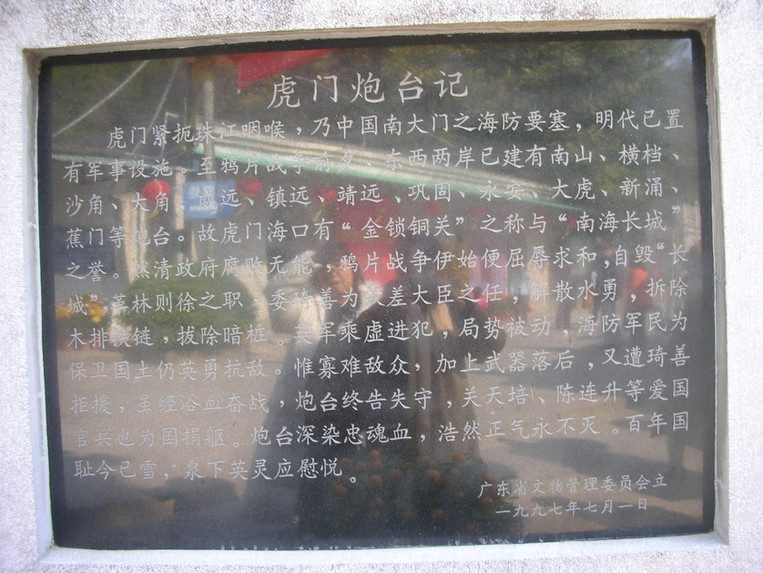 虎门炮台记
虎门紧扼珠江咽喉，乃中国南大门之海防要塞，明代已置
有军事设施。至鸦片战争前夕、东西两岸已建有南山、横档、
沙角、大角、远、镇远、靖远、巩固、永安、大虎、新涌、
蕉门等炮台。故虎门海口有“金锁铜关”之称与“南海长城”
之誉。然清政府腐败无能，鸦片战争伊始便屈辱求和，自毁“长
城”革林则徐之职，委琦善为钦差大臣之任，解散水勇，拆除
木排铁链，拔除暗桩。英军乘虚进犯，局势被动，海防军民为
保卫国土仍英勇抗敌。惟寡难敌众，加上武器落后，又遭琦善
拒援，虽经浴血奋战，炮台终告失守，关天培、陈连升等爱国
官兵也为国捐躯。炮台深染忠魂血，浩然正气永不灭。百年国
耻今已雪，泉下英灵应慰悦。
广东省文物管理委员会立
一九九七年七月一日